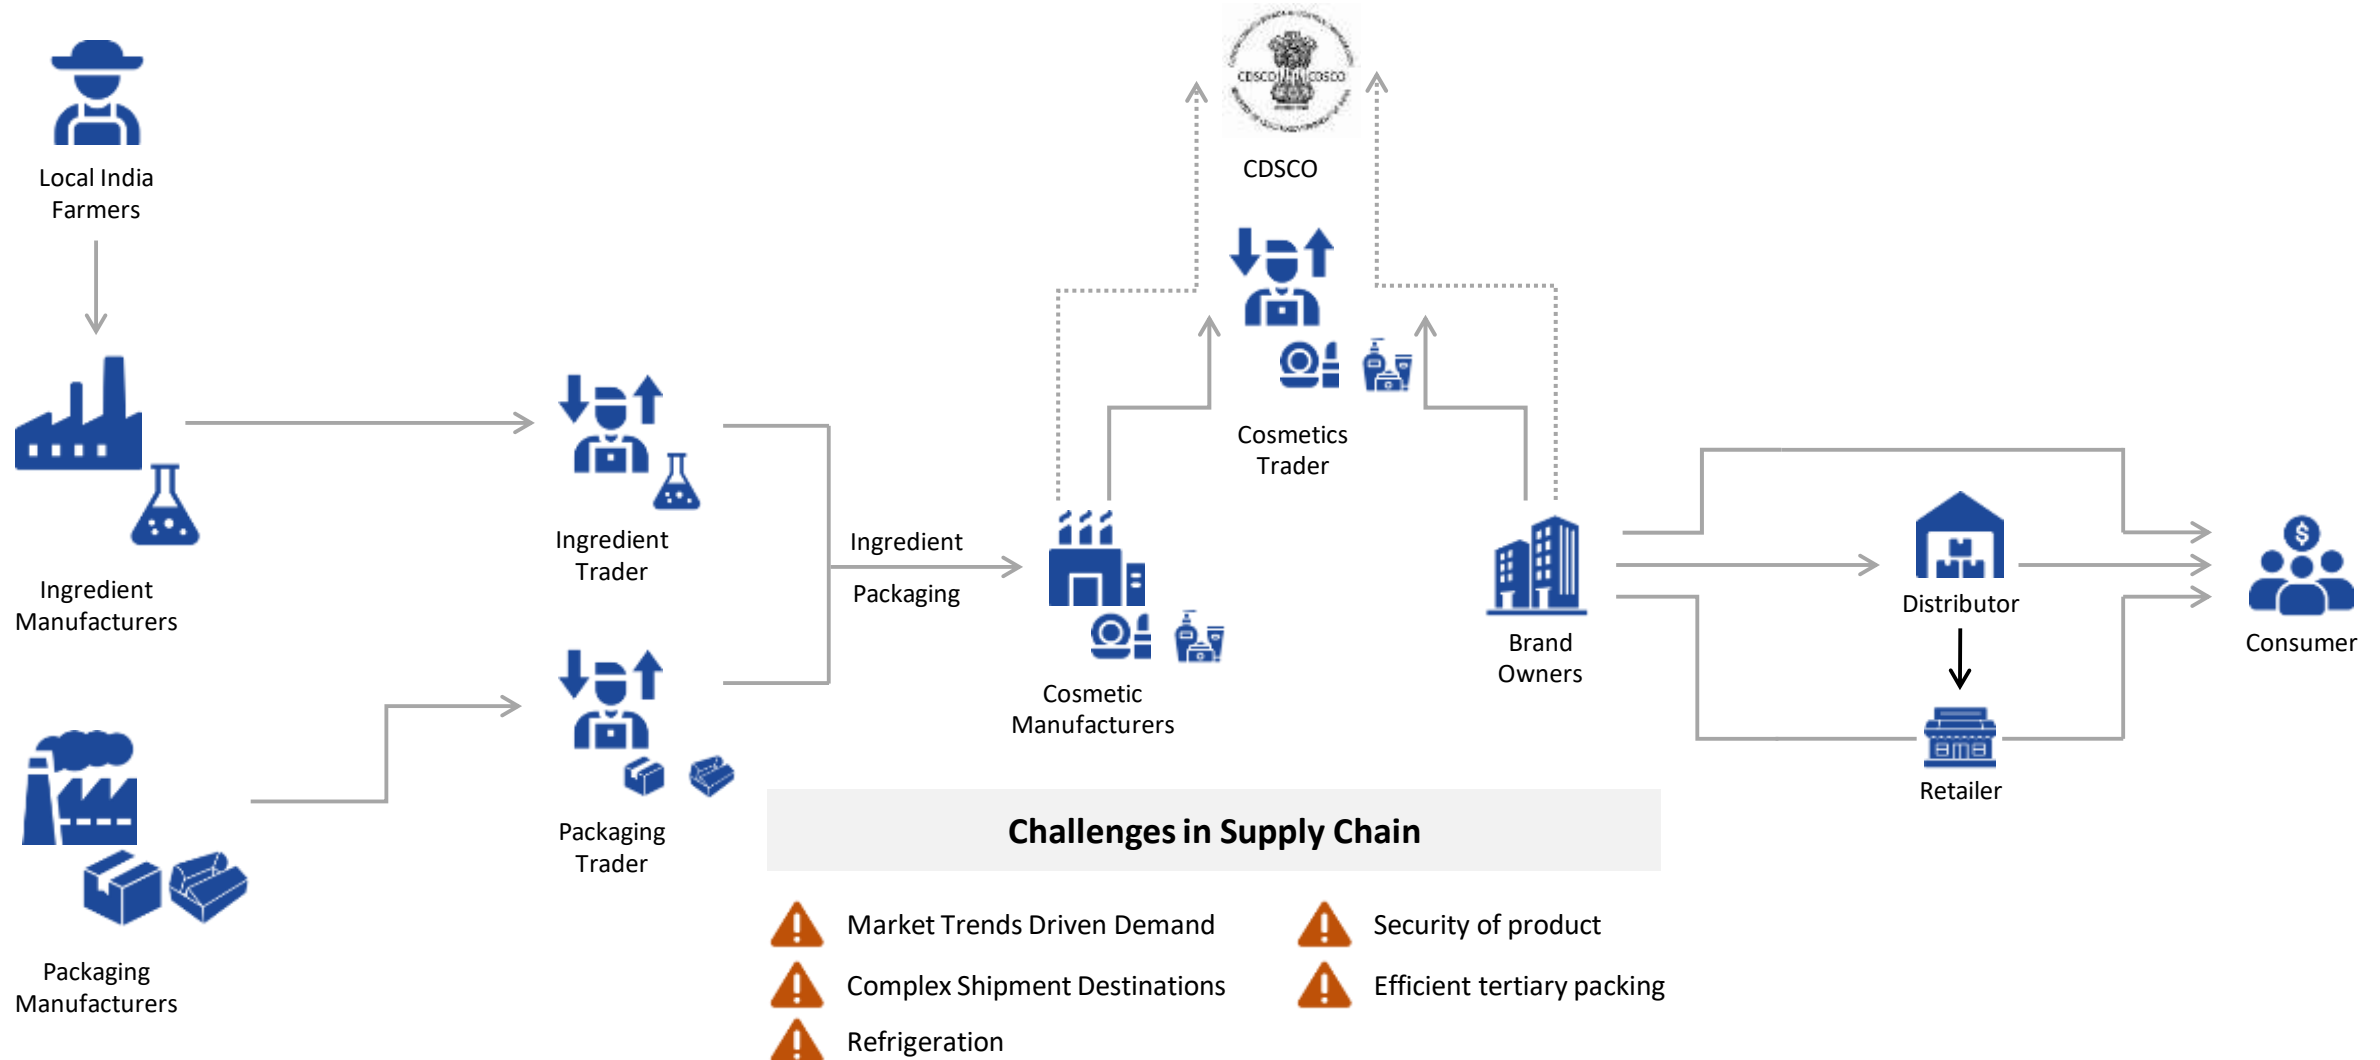 CDSCO
CDSCO
CDSCO
Local India
Farmers
Cosmetics
Trader
Ingredient
Trader
Ingredient
Packaging
Ingredient
Manufacturers
Distributor
Brand
Owners
Consumer
Cosmetic
Manufacturers
Retailer
Packaging
Trader
Packaging
Manufacturers
$
Challenges in Supply Chain
Market Trends Driven Demand
Security of product
Complex Shipment Destinations
Efficient tertiary packing
Refrigeration